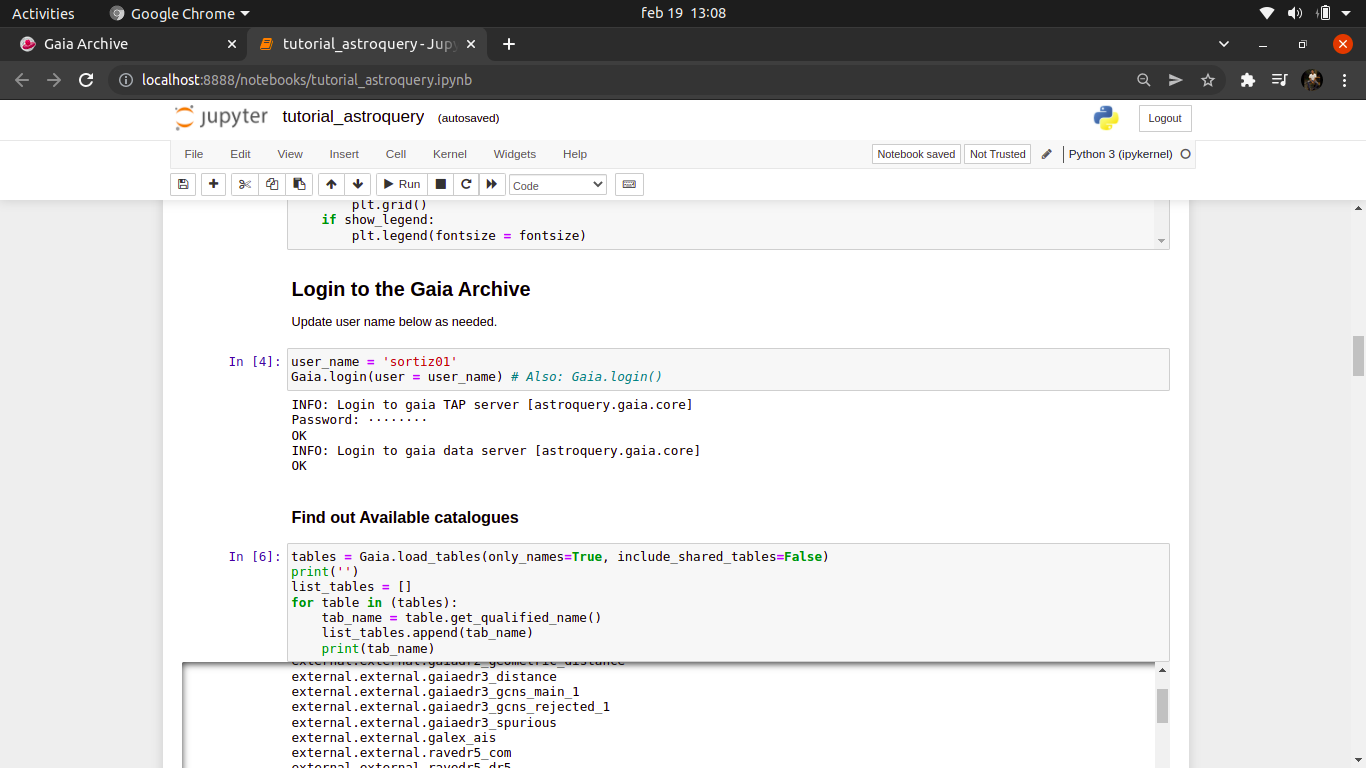 Activities
Google Chrome
feb 19 13:08
Gaia Archive
tutorial_astroquery - Jupy
localhost:8888/notebooks/tutorial_astroquery.ipynb
jupyter
tutorial_astroquery (autosaved)
Logout
File Edit View Insert Cell Kernel Widgets Help
Notebook saved Not Trusted Python 3 (ipykernel)
Run Code
plt.grid()
if show_legend:
plt.legend(fontsize = fontsize)
Login to the Gaia Archive
Update user name below as needed.
In [4]: user_name = 'sortiz01'
Gaia.login(user = user_name) # Also: Gaia.login()
INFO: Login to gaia TAP server [astroquery.gaia.core]
Password: ········
OK
INFO: Login to gaia data server [astroquery.gaia.core]
OK
Find out Available catalogues
In [6]: tables = Gaia.load_tables(only_names=True, include_shared_tables=False)
print('')
list_tables = []
for table in (tables):
tab_name = table.get_qualified_name()
list_tables.append(tab_name)
print(tab_name)
external.external.gaiadr2_geometric_distance
external.external.gaiaedr3_distance
external.external.gaiaedr3_gcns_main_1
external.external.gaiaedr3_gcns_rejected_1
external.external.gaiaedr3_spurious
external.external.galex_ais
external.external.ravedr5_com
external.external.ravedr5_dr5